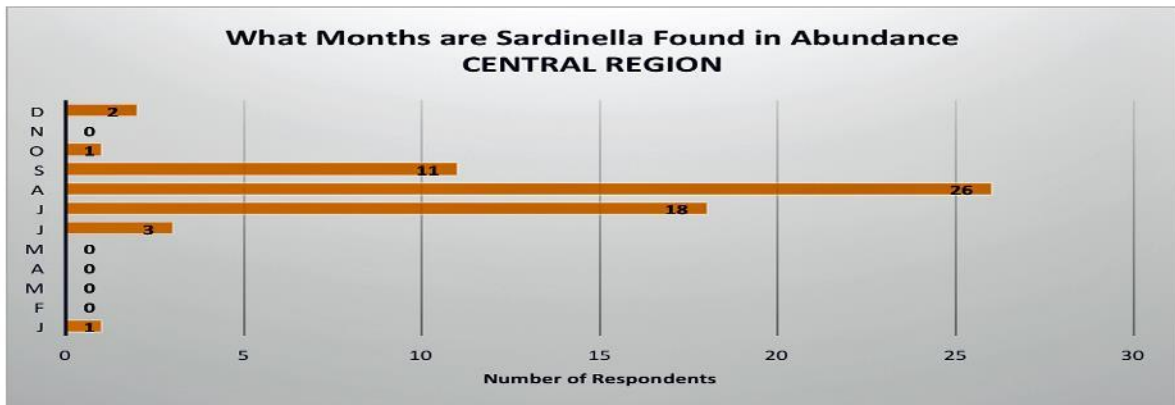 What Months are Sardinella Found in Abundance
CENTRAL REGION
D 2
N 0
O 1
S 11
A 26
J 18
J 3
M 0
A 0
M 0
F 0
J 1
0 5 10 15 20 25 30
Number of Respondents